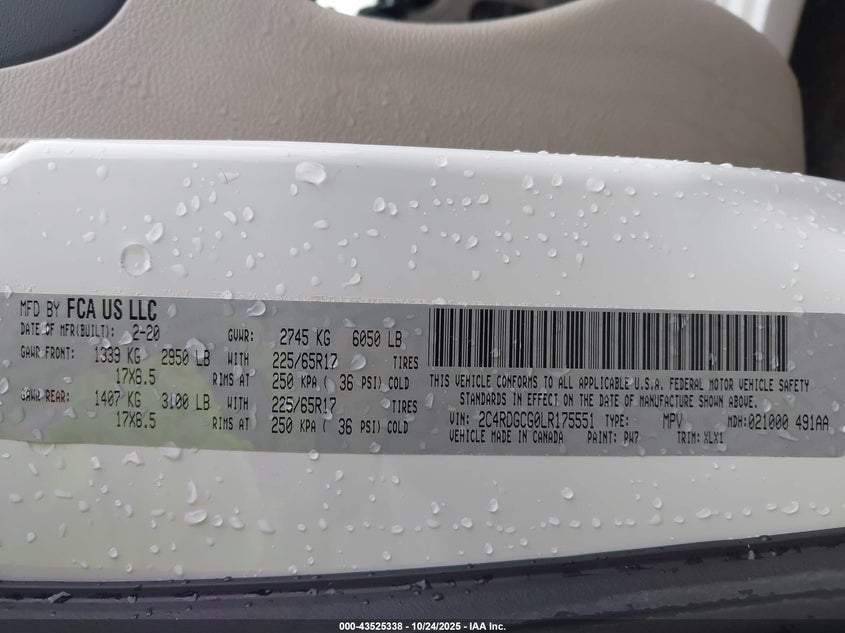 MFD BY FCA US LLC
DATE OF MFR(BUILT): 2-20 GVWR: 2745 KG 6050 LB
GAWR FRONT: 1339 KG 2950 LB WITH 225/65R17 TIRES
17X6.5 RIMS AT 250 KPA ( 36 PSI) COLD
GAWR REAR: 1407 KG 3100 LB WITH 225/65R17 TIRES
17X6.5 RIMS AT 250 KPA ( 36 PSI) COLD
THIS VEHICLE CONFORMS TO ALL APPLICABLE U.S.A. FEDERAL MOTOR VEHICLE SAFETY
STANDARDS IN EFFECT ON THE DATE OF MANUFACTURE SHOWN ABOVE.
VIN: 2C4RDGCG0LR175551 TYPE: MPV MDH:021000 491AA
VEHICLE MADE IN CANADA PAINT: PW7 TRIM: XLX1
000-43525338 - 10/24/2025 - IAA Inc.